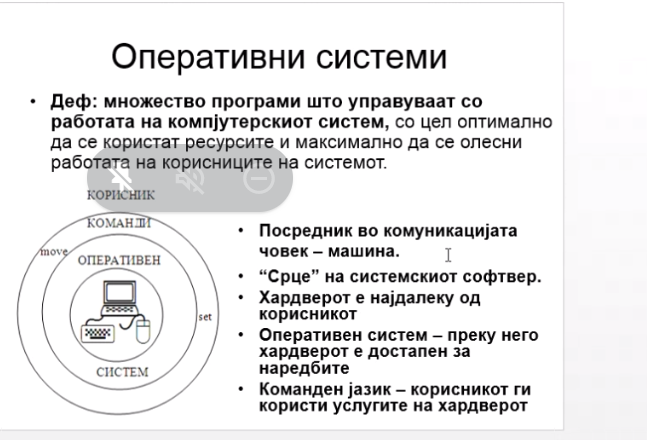 Оперативни системи
• Деф: множество програми што управуваат со
работата на компјутерскиот систем, со цел оптимално
да се користат ресурсите и максимално да се олесни
работата на корисниците на системот.
КОРИСНИК
КОМАНДИ
move
ОПЕРАТИВЕН
set
СИСТЕМ
• Посредник во комуникацијата
човек – машина.
• “Срце” на системскиот софтвер.
• Хардверот е најдалеку од
корисникот
• Оперативен систем – преку него
хардверот е достапен за
наредбите
• Команден јазик – корисникот ги
користи услугите на хардверот